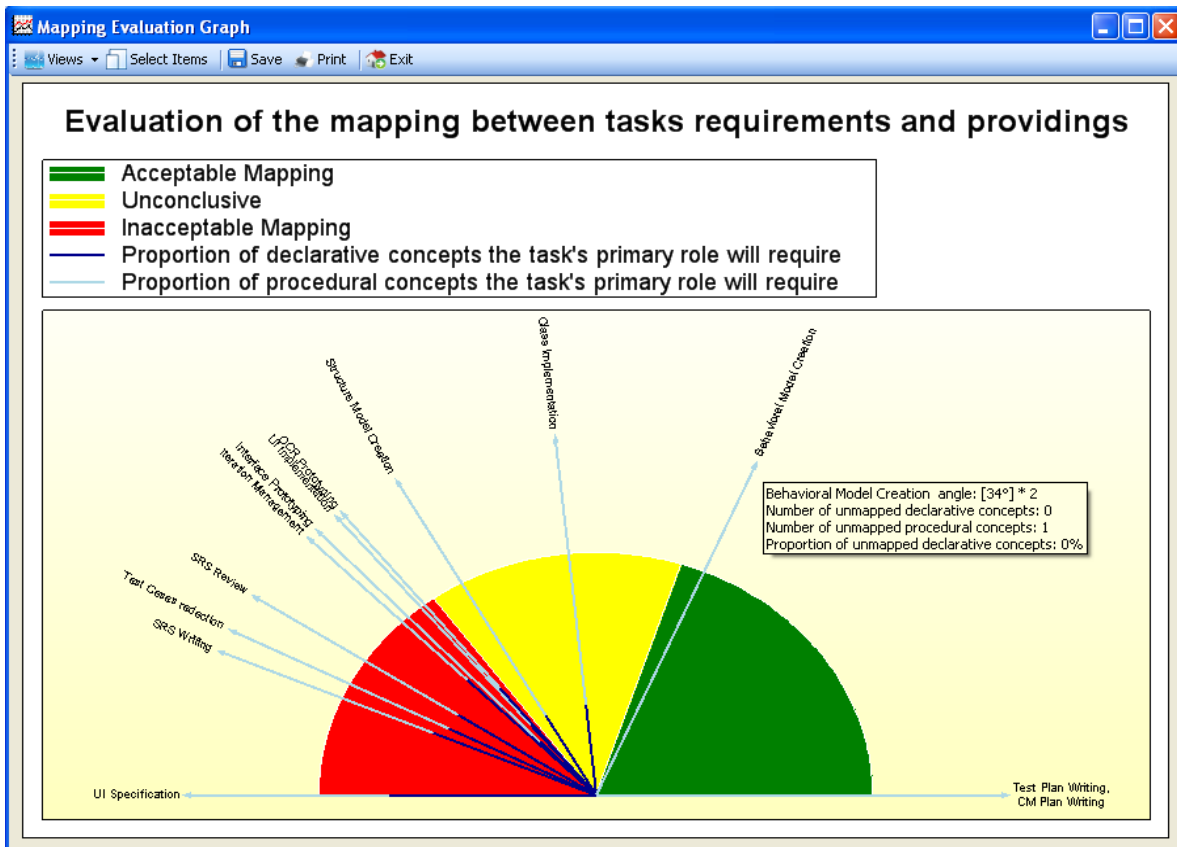 Mapping Evaluation Graph
Views Select Items Save Print Exit
Evaluation of the mapping between tasks requirements and providings
Acceptable Mapping
Unconclusive
Inacceptable Mapping
Proportion of declarative concepts the task's primary role will require
Proportion of procedural concepts the task's primary role will require
Class Implementation
Behavioral Model Creation
Structure Model Creation
OCR Prototyping
UI Implementation
Interface Prototyping
Iteration Management
Behavioral Model Creation angle: [34°] * 2
Number of unmapped declarative concepts: 0
Number of unmapped procedural concepts: 1
Proportion of unmapped declarative concepts: 0%
SRS Review
Test Cases redaction
SRS Writing
UI Specification
Test Plan Writing,
CM Plan Writing